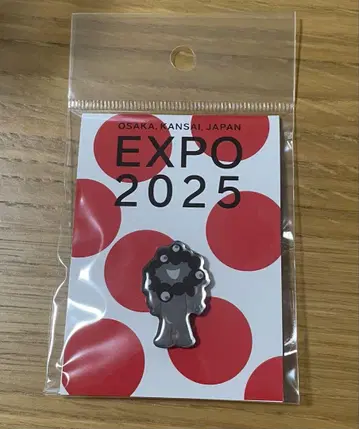 OSAKA, KANSAI, JAPAN
EXPO
2025